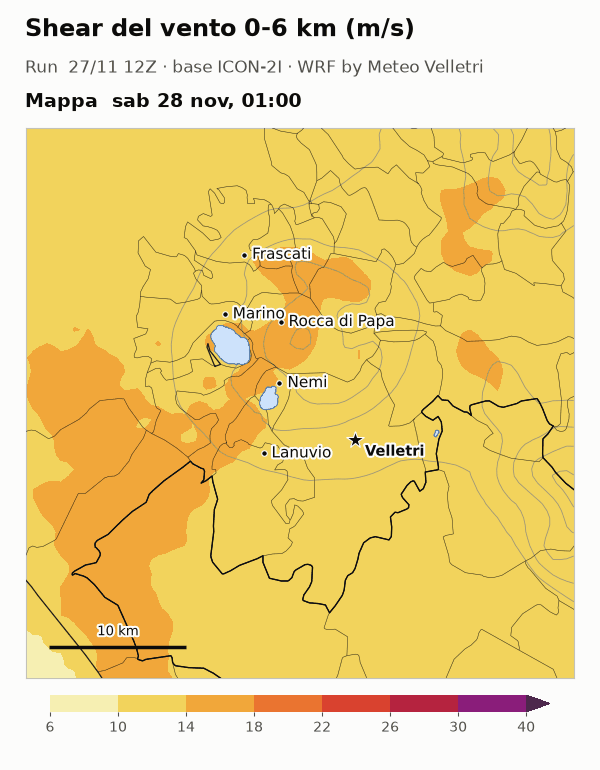 Shear del vento 0-6 km (m/s)
Run  27/11 12Z · base ICON-2I · WRF by Meteo Velletri
Mappa  sab 28 nov, 01:00
Frascati
Marino
Rocca di Papa
Nemi
Velletri
Lanuvio
10 km
6 10 14 18 22 26 30 40